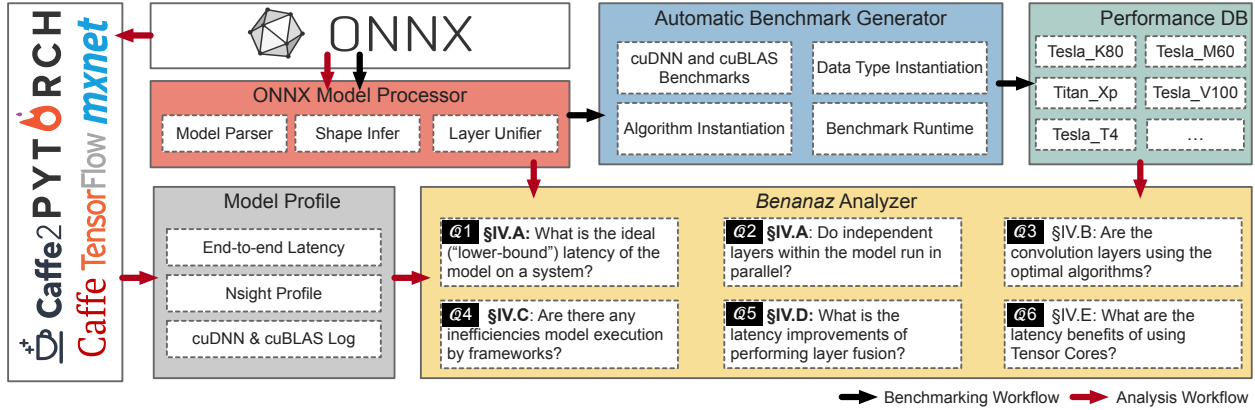 Caffe2
PYTORCH
Caffe
TensorFlow
mxnet
ONNX
ONNX Model Processor
Model Parser
Shape Infer
Layer Unifier
Automatic Benchmark Generator
cuDNN and cuBLAS
Benchmarks
Data Type Instantiation
Algorithm Instantiation
Benchmark Runtime
Performance DB
Tesla_K80
Tesla_M60
Titan_Xp
Tesla_V100
Tesla_T4
...
Model Profile
End-to-end Latency
Nsight Profile
cuDNN & cuBLAS Log
Benanaz Analyzer
Q1 §IV.A: What is the ideal
("lower-bound") latency of the
model on a system?
Q2 §IV.A: Do independent
layers within the model run in
parallel?
Q3 §IV.B: Are the
convolution layers using the
optimal algorithms?
Q4 §IV.C: Are there any
inefficiencies model execution
by frameworks?
Q5 §IV.D: What is the
latency improvements of
performing layer fusion?
Q6 §IV.E: What are the
latency benefits of using
Tensor Cores?
Benchmarking Workflow
Analysis Workflow